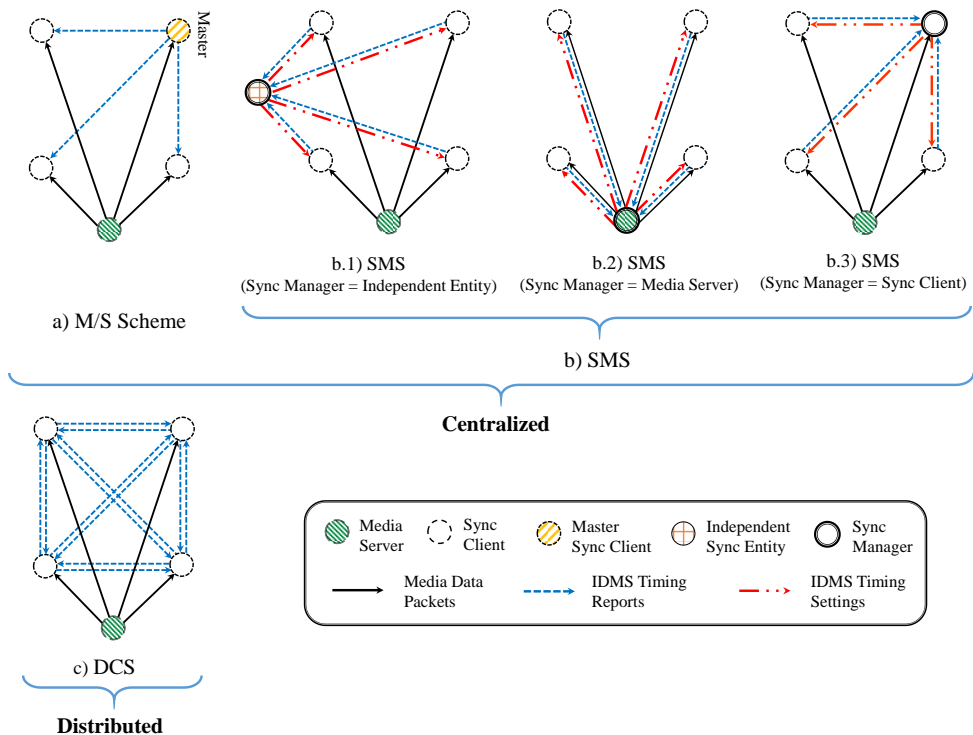 Master
b.1) SMS
(Sync Manager = Independent Entity)
b.2) SMS
(Sync Manager = Media Server)
b.3) SMS
(Sync Manager = Sync Client)
a) M/S Scheme
b) SMS
Centralized
Media
Server
Sync
Client
Master
Sync Client
Independent
Sync Entity
Sync
Manager
Media Data
Packets
IDMS Timing
Reports
IDMS Timing
Settings
c) DCS
Distributed